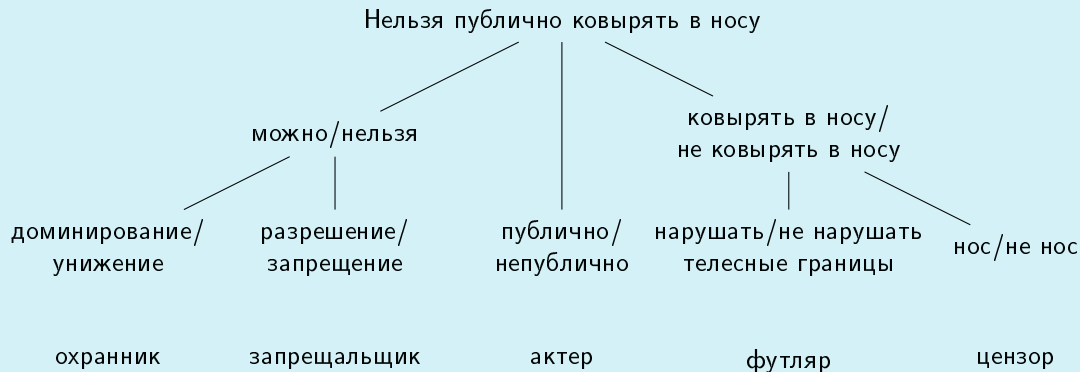 Нельзя публично ковырять в носу
можно/нельзя
ковырять в носу/
не ковырять в носу
доминирование/
унижение
разрешение/
запрещение
публично/
непублично
нарушать/не нарушать
телесные границы
нос/не нос
охранник
запрещальщик
актер
футляр
цензор